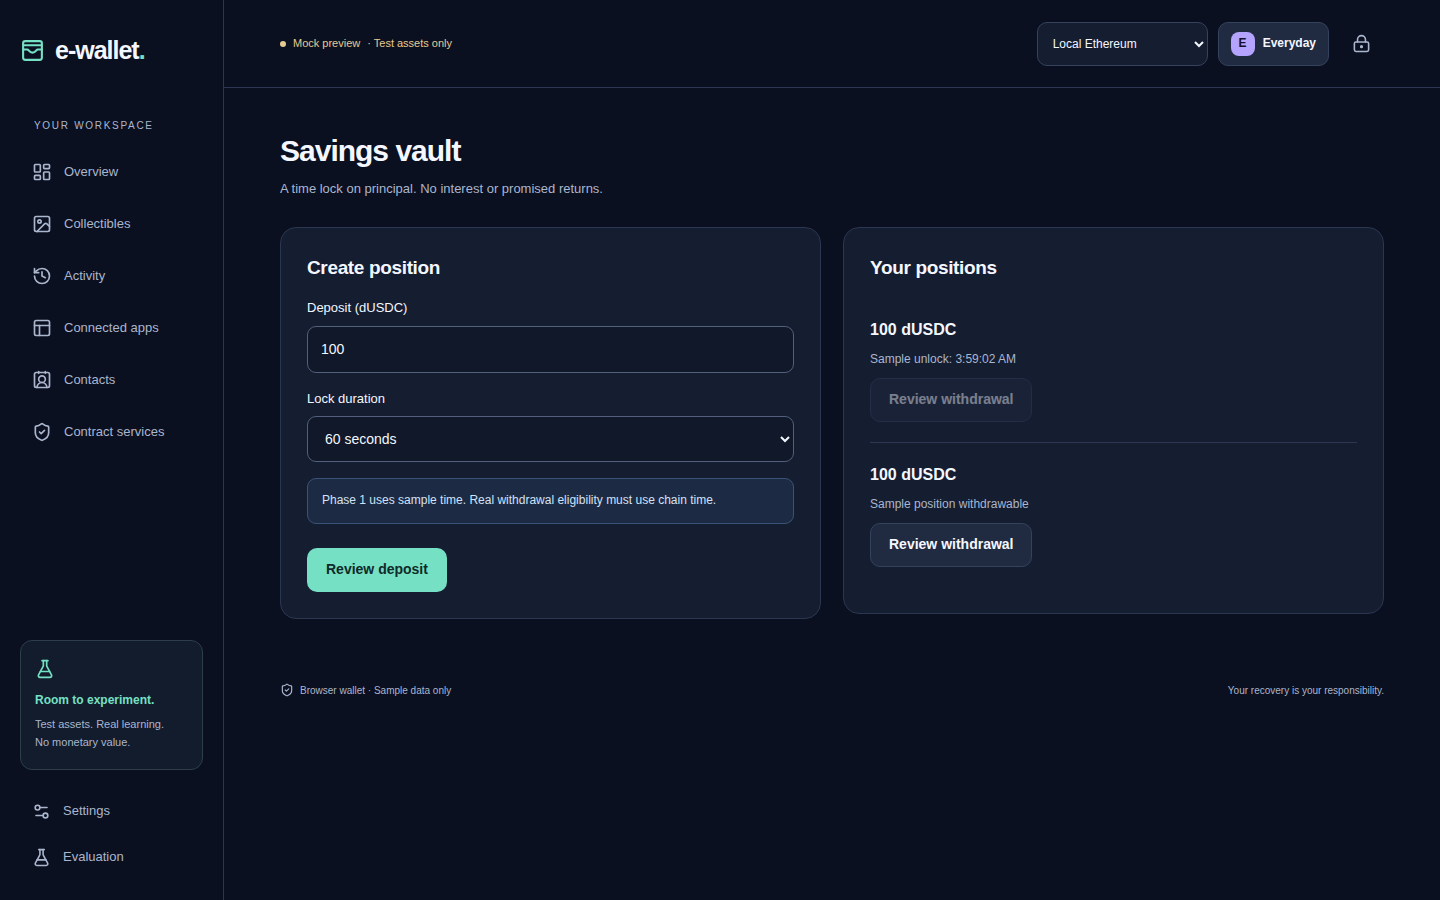 e-wallet.
Mock preview · Test assets only
Local Ethereum
E
Everyday
YOUR WORKSPACE
Overview
Collectibles
Activity
Connected apps
Contacts
Contract services
Room to experiment.
Test assets. Real learning.
No monetary value.
Settings
Evaluation
Savings vault
A time lock on principal. No interest or promised returns.
Create position
Deposit (dUSDC)
100
Lock duration
60 seconds
Phase 1 uses sample time. Real withdrawal eligibility must use chain time.
Review deposit
Your positions
100 dUSDC
Sample unlock: 3:59:02 AM
Review withdrawal
100 dUSDC
Sample position withdrawable
Review withdrawal
Browser wallet · Sample data only
Your recovery is your responsibility.